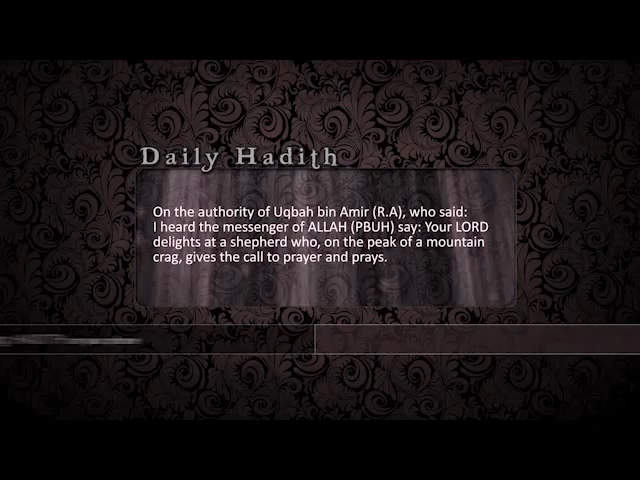 Daily Hadith
On the authority of Uqbah bin Amir (R.A), who said:
I heard the messenger of ALLAH (PBUH) say: Your LORD
delights at a shepherd who, on the peak of a mountain
crag, gives the call to prayer and prays.